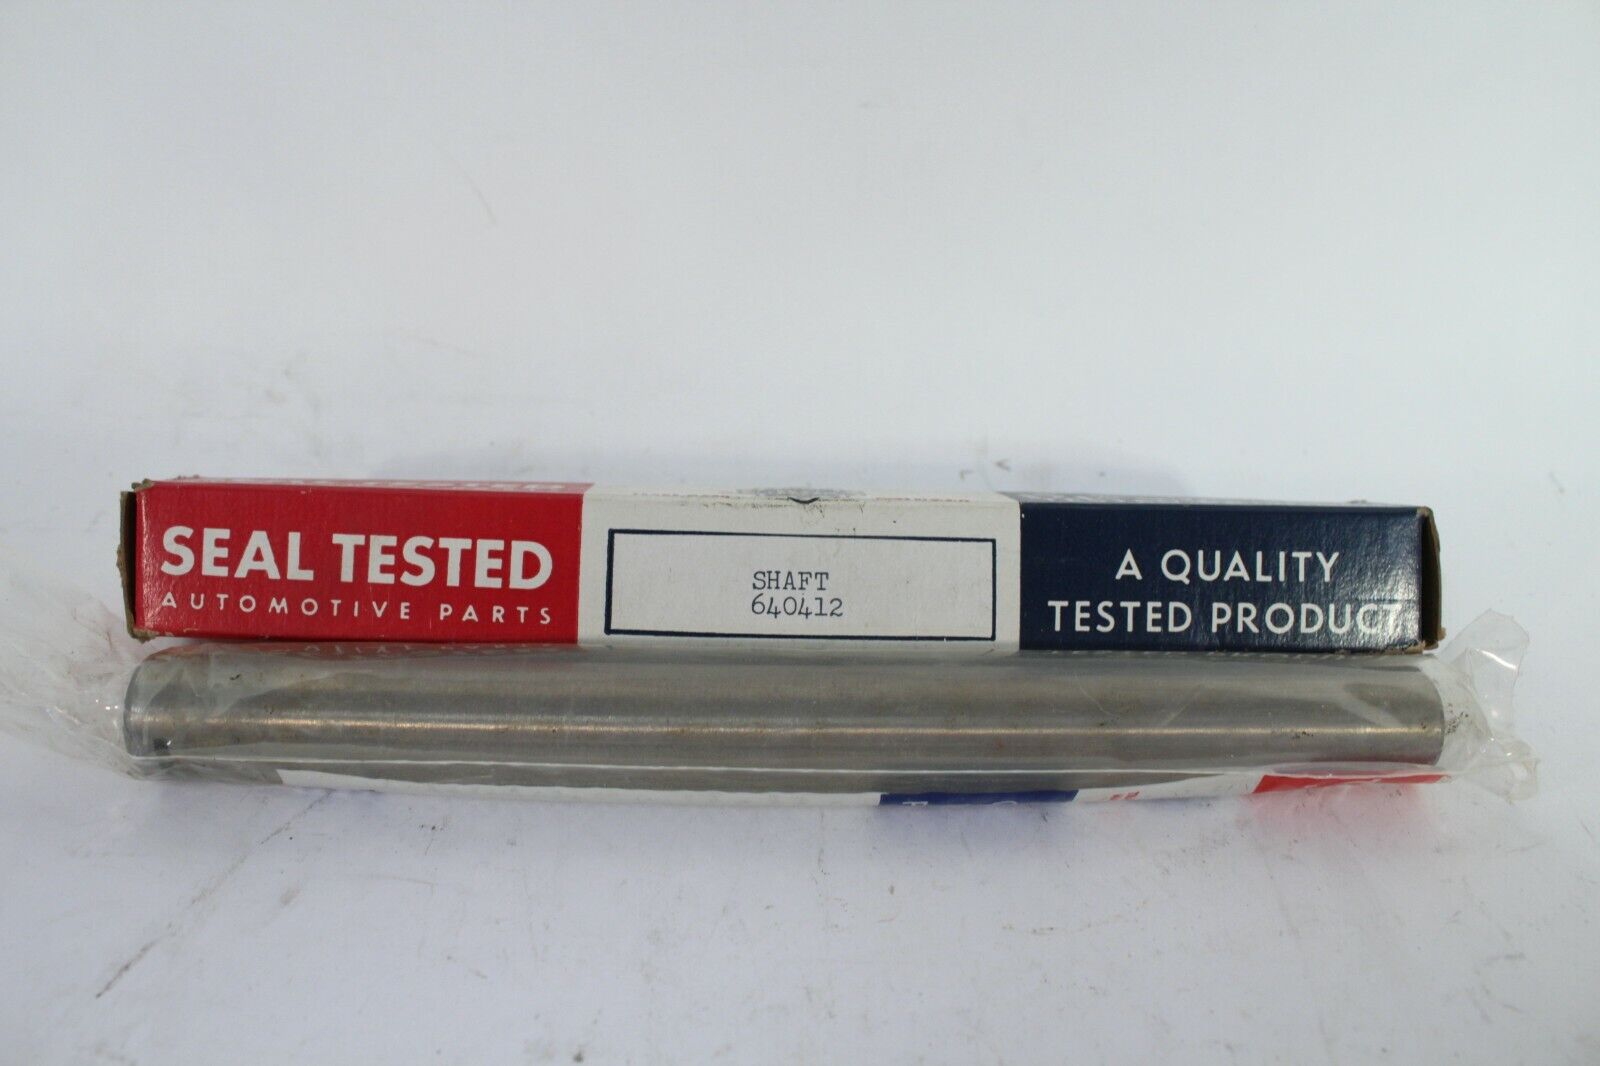 SEAL TESTED
AUTOMOTIVE PARTS
SHAFT
640412
A QUALITY
TESTED PRODUCT